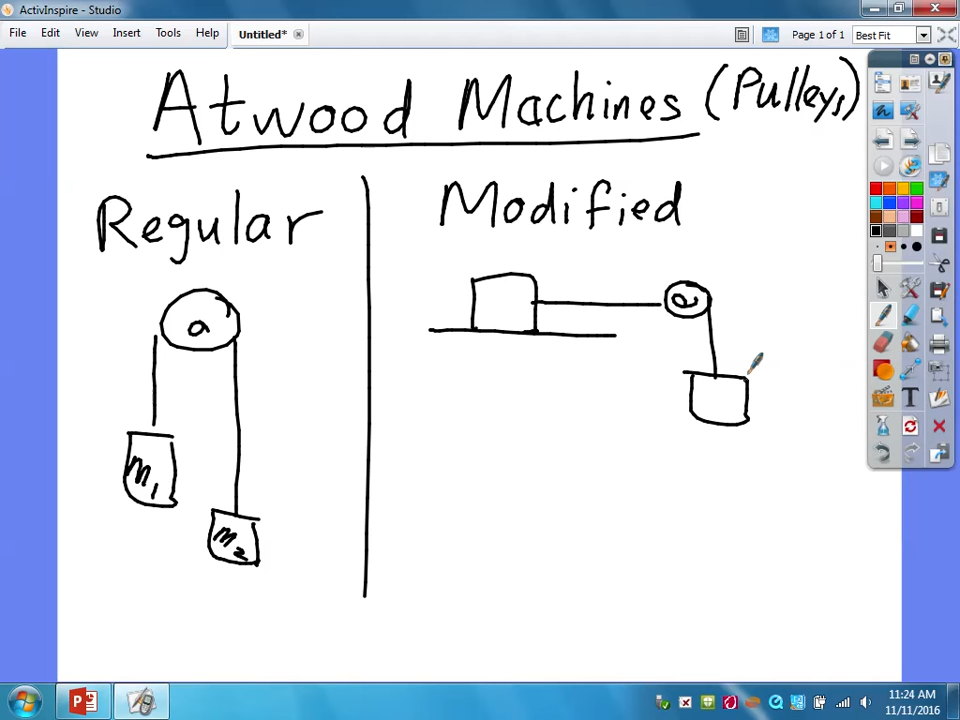 ActivInspire - Studio
File Edit View Insert Tools Help Untitled* Page 1 of 1 Best Fit
Atwood Machines (Pulleys)
Regular
Modified
a
a
m1
m2
11:24 AM
11/11/2016